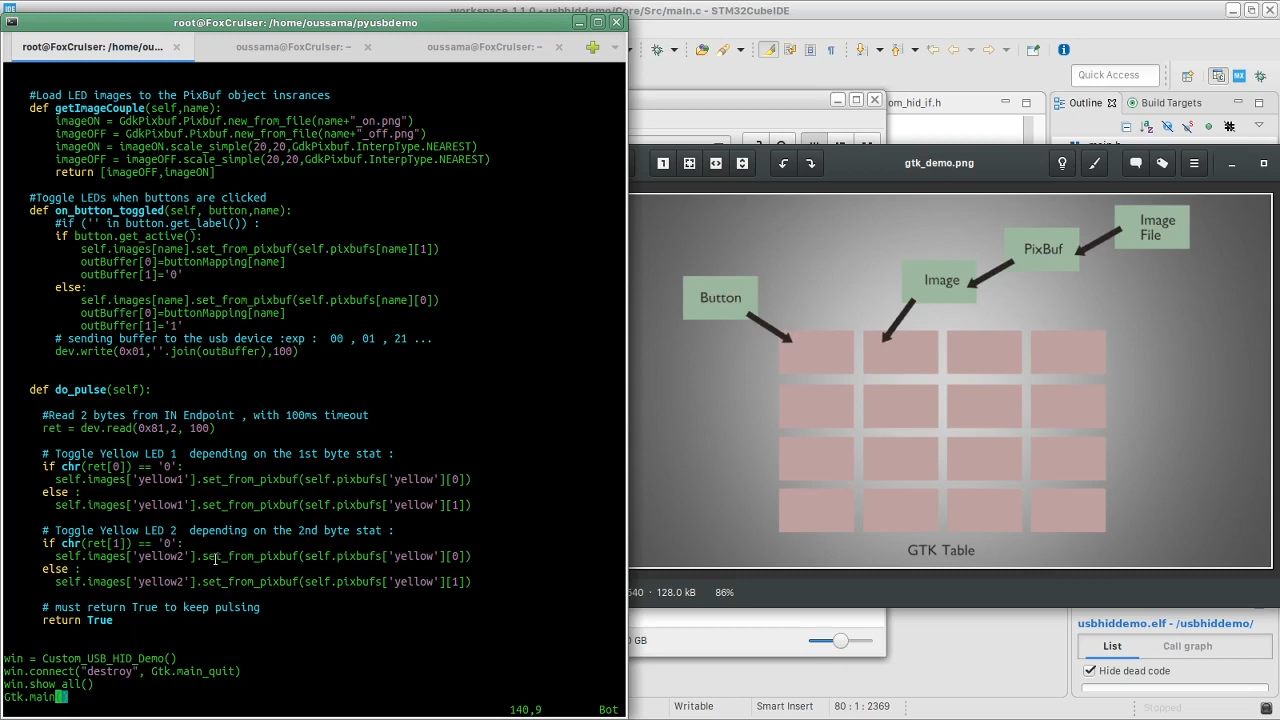 workspace_1.1.0 - usbhiddemo/Core/Src/main.c - STM32CubeIDE
root@FoxCruiser: /home/oussama/pyusbdemo
root@FoxCruiser: /home/ou...
oussama@FoxCruiser: ~
oussama@FoxCruiser: ~
#Load LED images to the PixBuf object insrances
def getImageCouple(self,name):
imageON = GdkPixbuf.Pixbuf.new_from_file(name+"_on.png")
imageOFF = GdkPixbuf.Pixbuf.new_from_file(name+"_off.png")
imageON = imageON.scale_simple(20,20,GdkPixbuf.InterpType.NEAREST)
imageOFF = imageOFF.scale_simple(20,20,GdkPixbuf.InterpType.NEAREST)
return [imageOFF,imageON]
#Toggle LEDs when buttons are clicked
def on_button_toggled(self, button,name):
#if ('' in button.get_label()) :
if button.get_active():
self.images[name].set_from_pixbuf(self.pixbufs[name][1])
outBuffer[0]=buttonMapping[name]
outBuffer[1]='0'
else:
self.images[name].set_from_pixbuf(self.pixbufs[name][0])
outBuffer[0]=buttonMapping[name]
outBuffer[1]='1'
# sending buffer to the usb device :exp :  00 , 01 , 21 ...
dev.write(0x01,''.join(outBuffer),100)
def do_pulse(self):
#Read 2 bytes from IN Endpoint , with 100ms timeout
ret = dev.read(0x81,2, 100)
# Toggle Yellow LED 1  depending on the 1st byte stat :
if chr(ret[0]) == '0':
self.images['yellow1'].set_from_pixbuf(self.pixbufs['yellow'][0])
else :
self.images['yellow1'].set_from_pixbuf(self.pixbufs['yellow'][1])
# Toggle Yellow LED 2  depending on the 2nd byte stat :
if chr(ret[1]) == '0':
self.images['yellow2'].set_from_pixbuf(self.pixbufs['yellow'][0])
else :
self.images['yellow2'].set_from_pixbuf(self.pixbufs['yellow'][1])
# must return True to keep pulsing
return True
win = Custom_USB_HID_Demo()
win.connect("destroy", Gtk.main_quit)
win.show_all()
Gtk.main()
140,9
Bot
IDE
Quick Access
MX
om_hid_if.h
Outline
Build Targets
gtk_demo.png
Image
File
PixBuf
Image
Button
GTK Table
540 × 128.0 kB
86%
0 GB
usbhiddemo.elf - /usbhiddemo/
List
Call graph
Hide dead code
Writable
Smart Insert
80 : 1 : 2369
Stopped